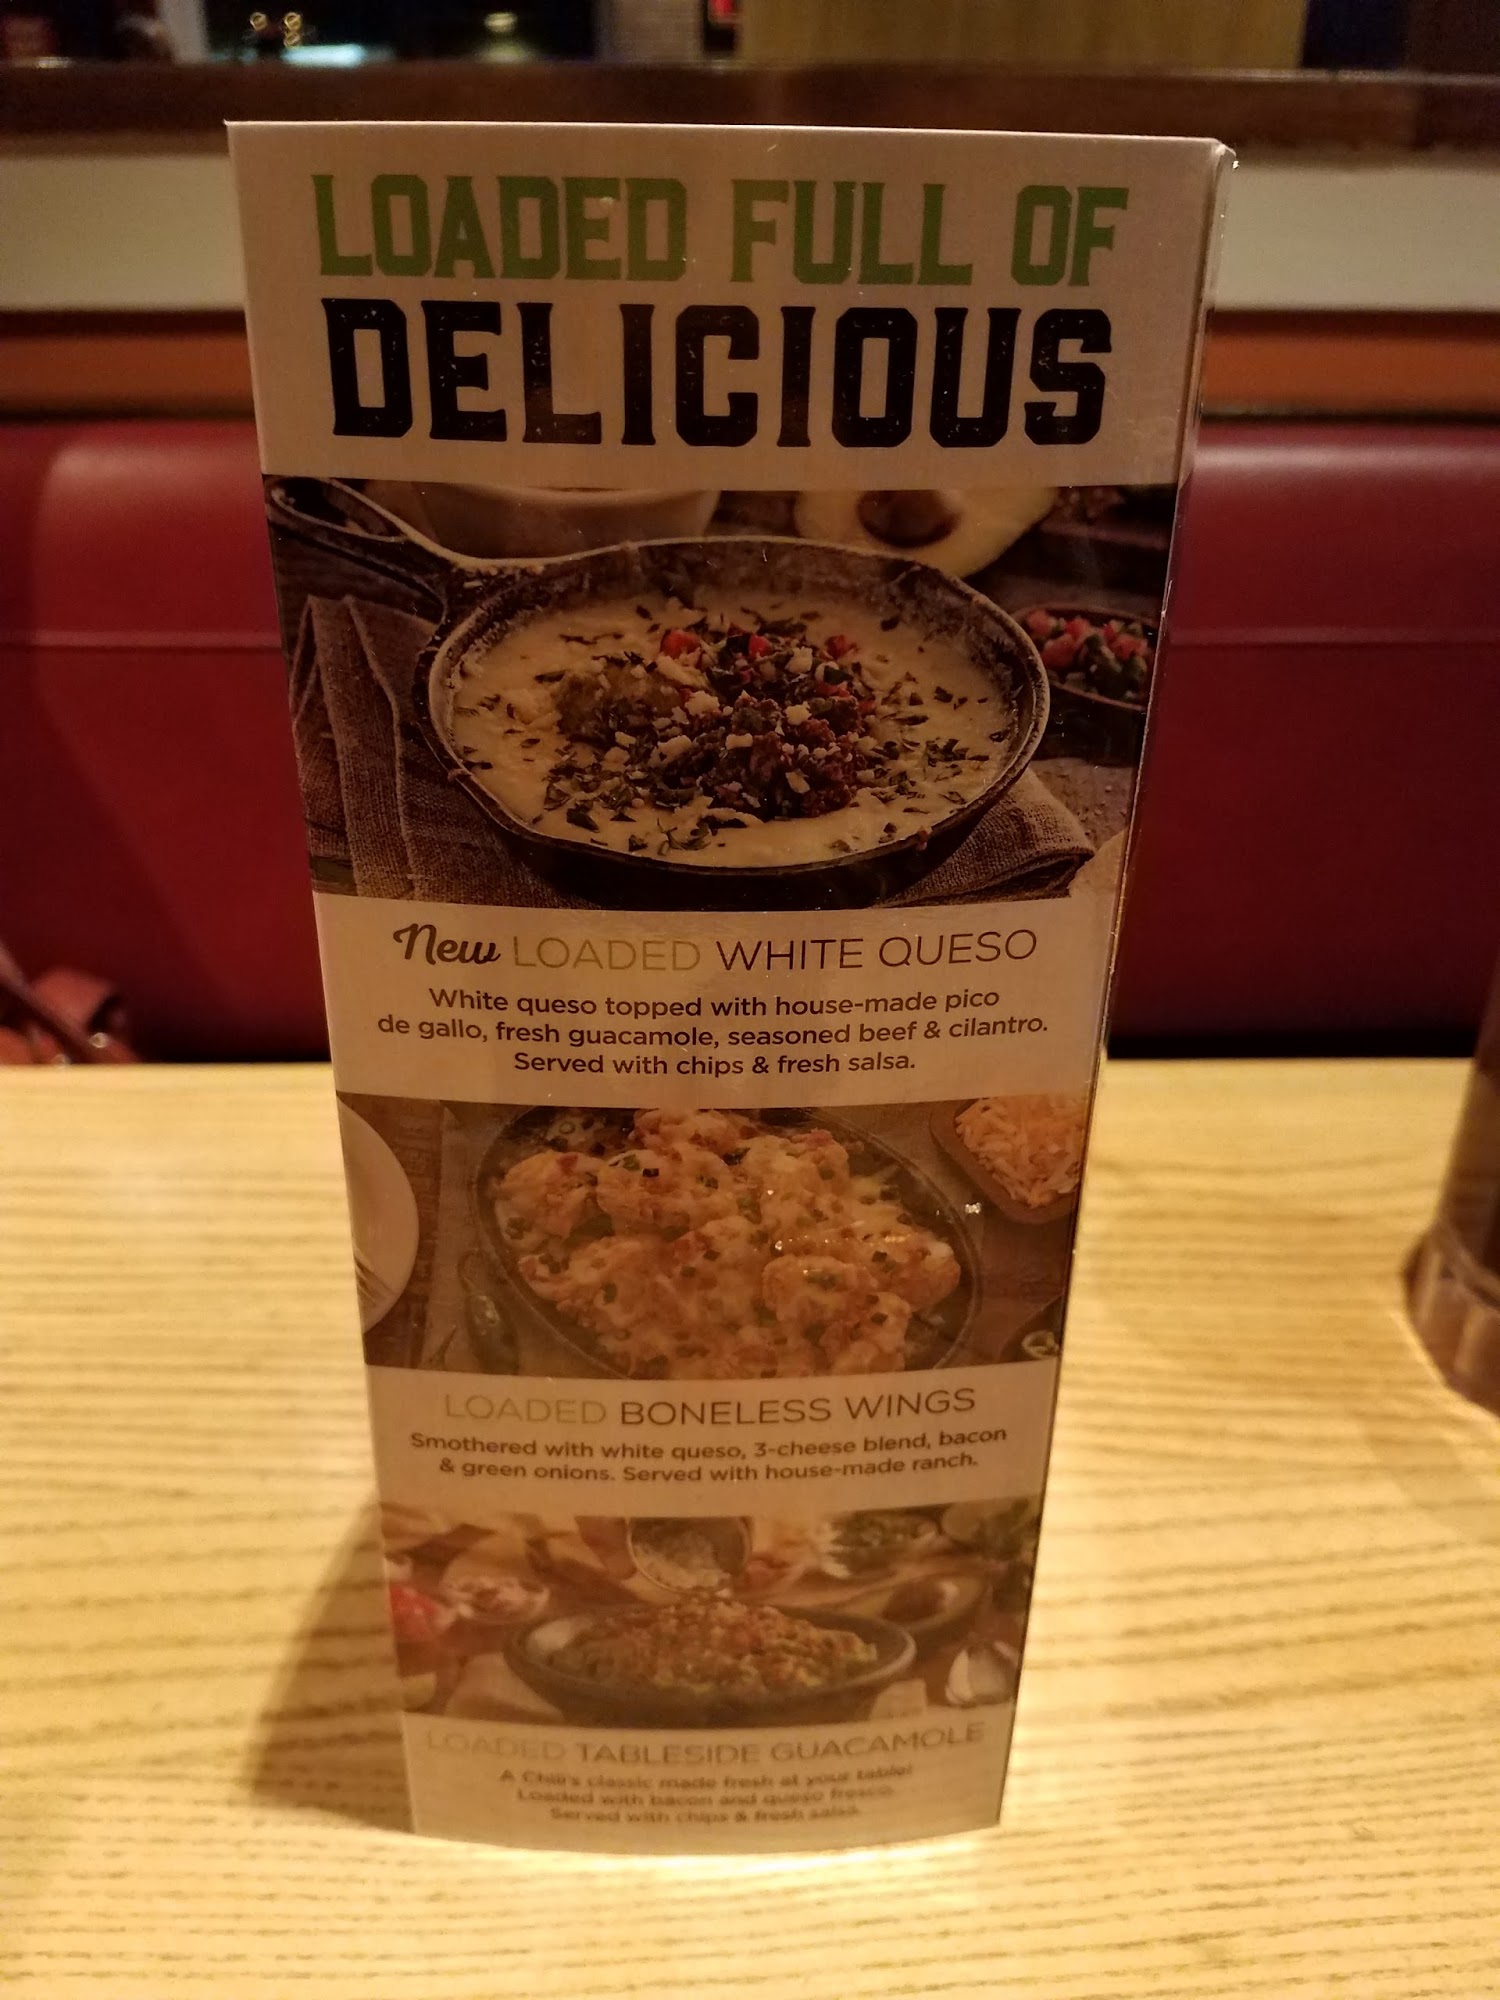 LOADED FULL OF
DELICIOUS
New LOADED WHITE QUESO
White queso topped with house-made pico
de gallo, fresh guacamole, seasoned beef & cilantro.
Served with chips & fresh salsa.
LOADED BONELESS WINGS
Smothered with white queso, 3-cheese blend, bacon
& green onions. Served with house-made ranch.
LOADED TABLESIDE GUACAMOLE
A Chili's classic made fresh at your table!
Loaded with bacon and queso fresco.
Served with chips & fresh salsa.